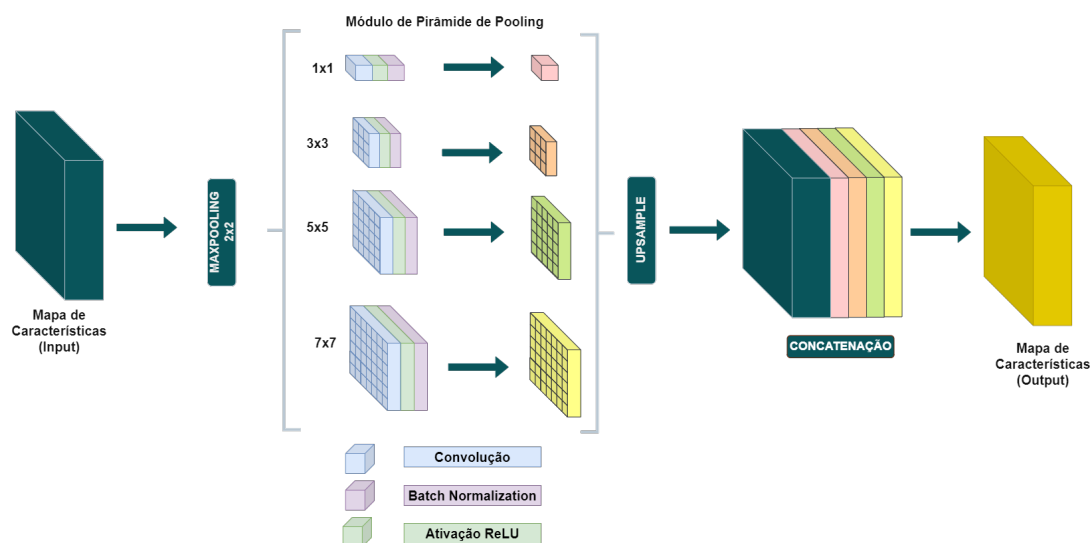 Módulo de Pirâmide de Pooling
1x1
3x3
5x5
7x7
Mapa de
Características
(Input)
MAXPOOLING
2x2
UPSAMPLE
CONCATENAÇÃO
Mapa de
Características
(Output)
Convolução
Batch Normalization
Ativação ReLU